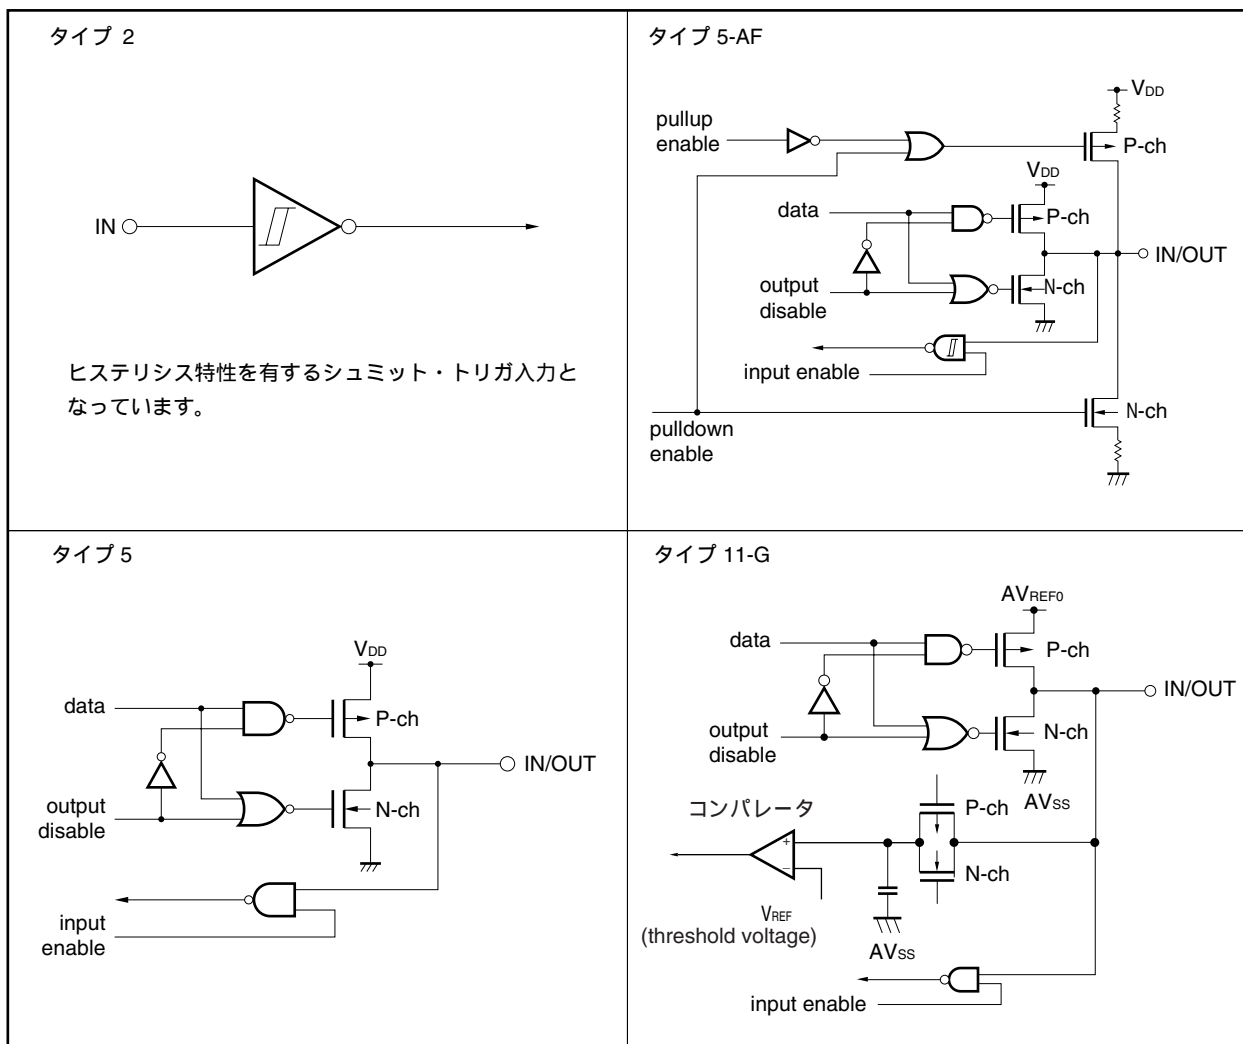 タイプ 2
IN
ヒステリシス特性を有するシュミット・トリガ入力と
なっています。
タイプ 5-AF
VDD
pullup
enable
P-ch
VDD
data
P-ch
IN/OUT
output
disable
N-ch
input enable
N-ch
pulldown
enable
タイプ 5
VDD
data
P-ch
IN/OUT
output
disable
N-ch
input
enable
タイプ 11-G
AVREF0
data
P-ch
IN/OUT
output
disable
N-ch
AVSS
コンパレータ
P-ch
+
−
N-ch
VREF
(threshold voltage)
AVSS
input enable